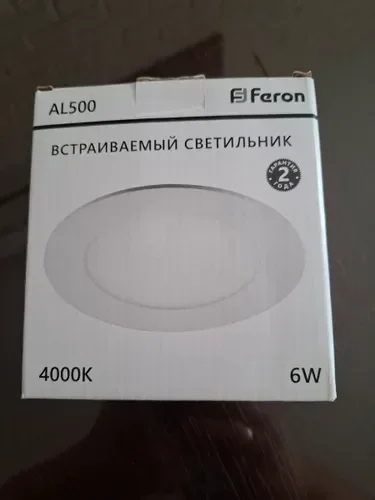 AL500
Feron
ВСТРАИВАЕМЫЙ СВЕТИЛЬНИК
ГАРАНТИЯ
2
ГОДА
4000K
6W